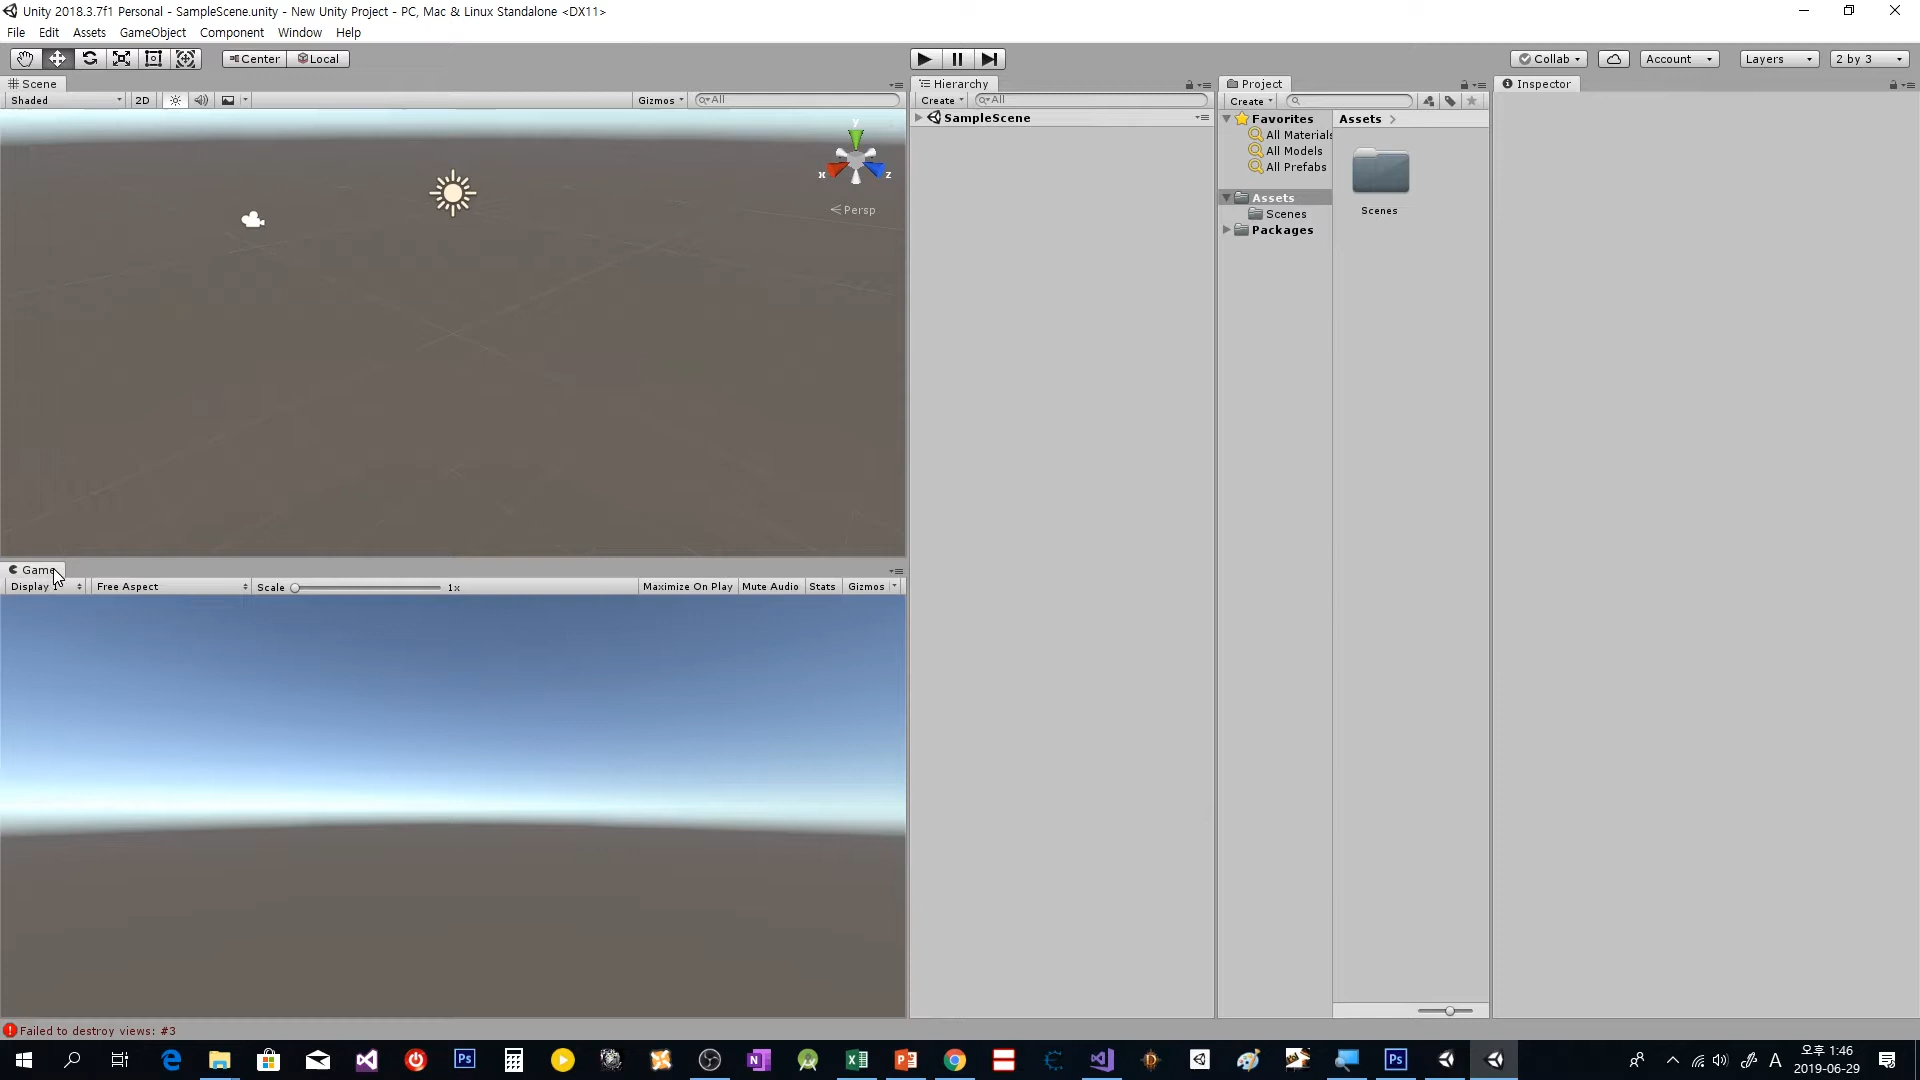 Unity 2018.3.7f1 Personal - SampleScene.unity - New Unity Project - PC, Mac & Linux Standalone <DX11>
File Edit Assets GameObject Component Window Help
Center Local Collab Account Layers 2 by 3
Scene Hierarchy Project Inspector
Shaded 2D Gizmos All Create All Create
SampleScene
Favorites
All Materials
All Models
All Prefabs
Assets
Scenes
Packages
Assets
Scenes
y
x
z
Persp
Game
Display 1 Free Aspect Scale 1x Maximize On Play Mute Audio Stats Gizmos
Failed to destroy views: #3
Ps
Ps
A
오후 1:46
2019-06-29